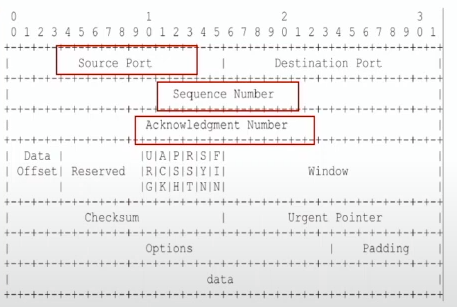 0 1 2 3
0 1 2 3 4 5 6 7 8 9 0 1 2 3 4 5 6 7 8 9 0 1 2 3 4 5 6 7 8 9 0 1
+-+-+-+-+-+-+-+-+-+-+-+-+-+-+-+-+-+-+-+-+-+-+-+-+-+-+-+-+-+-+-+-+
| Source Port | Destination Port |
+-+-+-+-+-+-+-+-+-+-+-+-+-+-+-+-+-+-+-+-+-+-+-+-+-+-+-+-+-+-+-+-+
| Sequence Number |
+-+-+-+-+-+-+-+-+-+-+-+-+-+-+-+-+-+-+-+-+-+-+-+-+-+-+-+-+-+-+-+-+
| Acknowledgment Number |
+-+-+-+-+-+-+-+-+-+-+-+-+-+-+-+-+-+-+-+-+-+-+-+-+-+-+-+-+-+-+-+-+
| Data | |U|A|P|R|S|F| |
| Offset| Reserved |R|C|S|S|Y|I| Window |
| | |G|K|H|T|N|N| |
+-+-+-+-+-+-+-+-+-+-+-+-+-+-+-+-+-+-+-+-+-+-+-+-+-+-+-+-+-+-+-+-+
| Checksum | Urgent Pointer |
+-+-+-+-+-+-+-+-+-+-+-+-+-+-+-+-+-+-+-+-+-+-+-+-+-+-+-+-+-+-+-+-+
| Options | Padding |
+-+-+-+-+-+-+-+-+-+-+-+-+-+-+-+-+-+-+-+-+-+-+-+-+-+-+-+-+-+-+-+-+
| data |
+-+-+-+-+-+-+-+-+-+-+-+-+-+-+-+-+-+-+-+-+-+-+-+-+-+-+-+-+-+-+-+-+